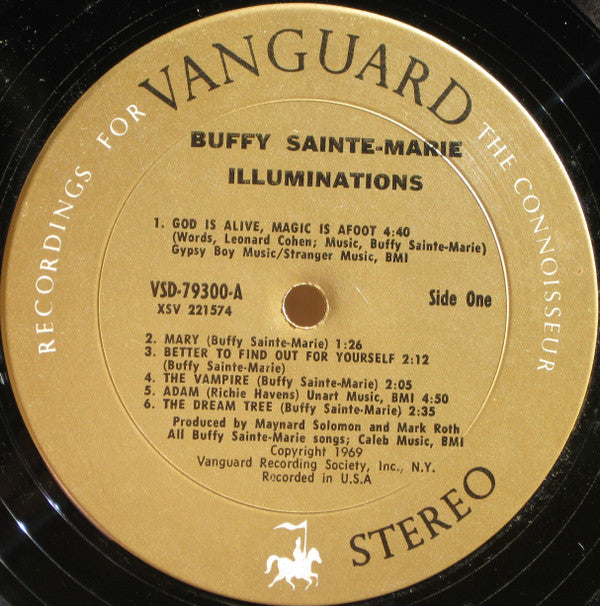 RECORDINGS FOR VANGUARD THE CONNOISSEUR
BUFFY SAINTE-MARIE
ILLUMINATIONS
1. GOD IS ALIVE, MAGIC IS AFOOT 4:40
(Words, Leonard Cohen; Music, Buffy Sainte-Marie)
Gypsy Boy Music/Stranger Music, BMI
VSD-79300-A
XSV 221574
Side One
2. MARY (Buffy Sainte-Marie) 1:26
3. BETTER TO FIND OUT FOR YOURSELF 2:12
(Buffy Sainte-Marie)
4. THE VAMPIRE (Buffy Sainte-Marie) 2:05
5. ADAM (Richie Havens) Unart Music, BMI 4:50
6. THE DREAM TREE (Buffy Sainte-Marie) 2:35
Produced by Maynard Solomon and Mark Roth
All Buffy Sainte-Marie songs; Caleb Music, BMI
Copyright 1969
Vanguard Recording Society, Inc., N.Y.
Recorded in U.S.A
STEREO